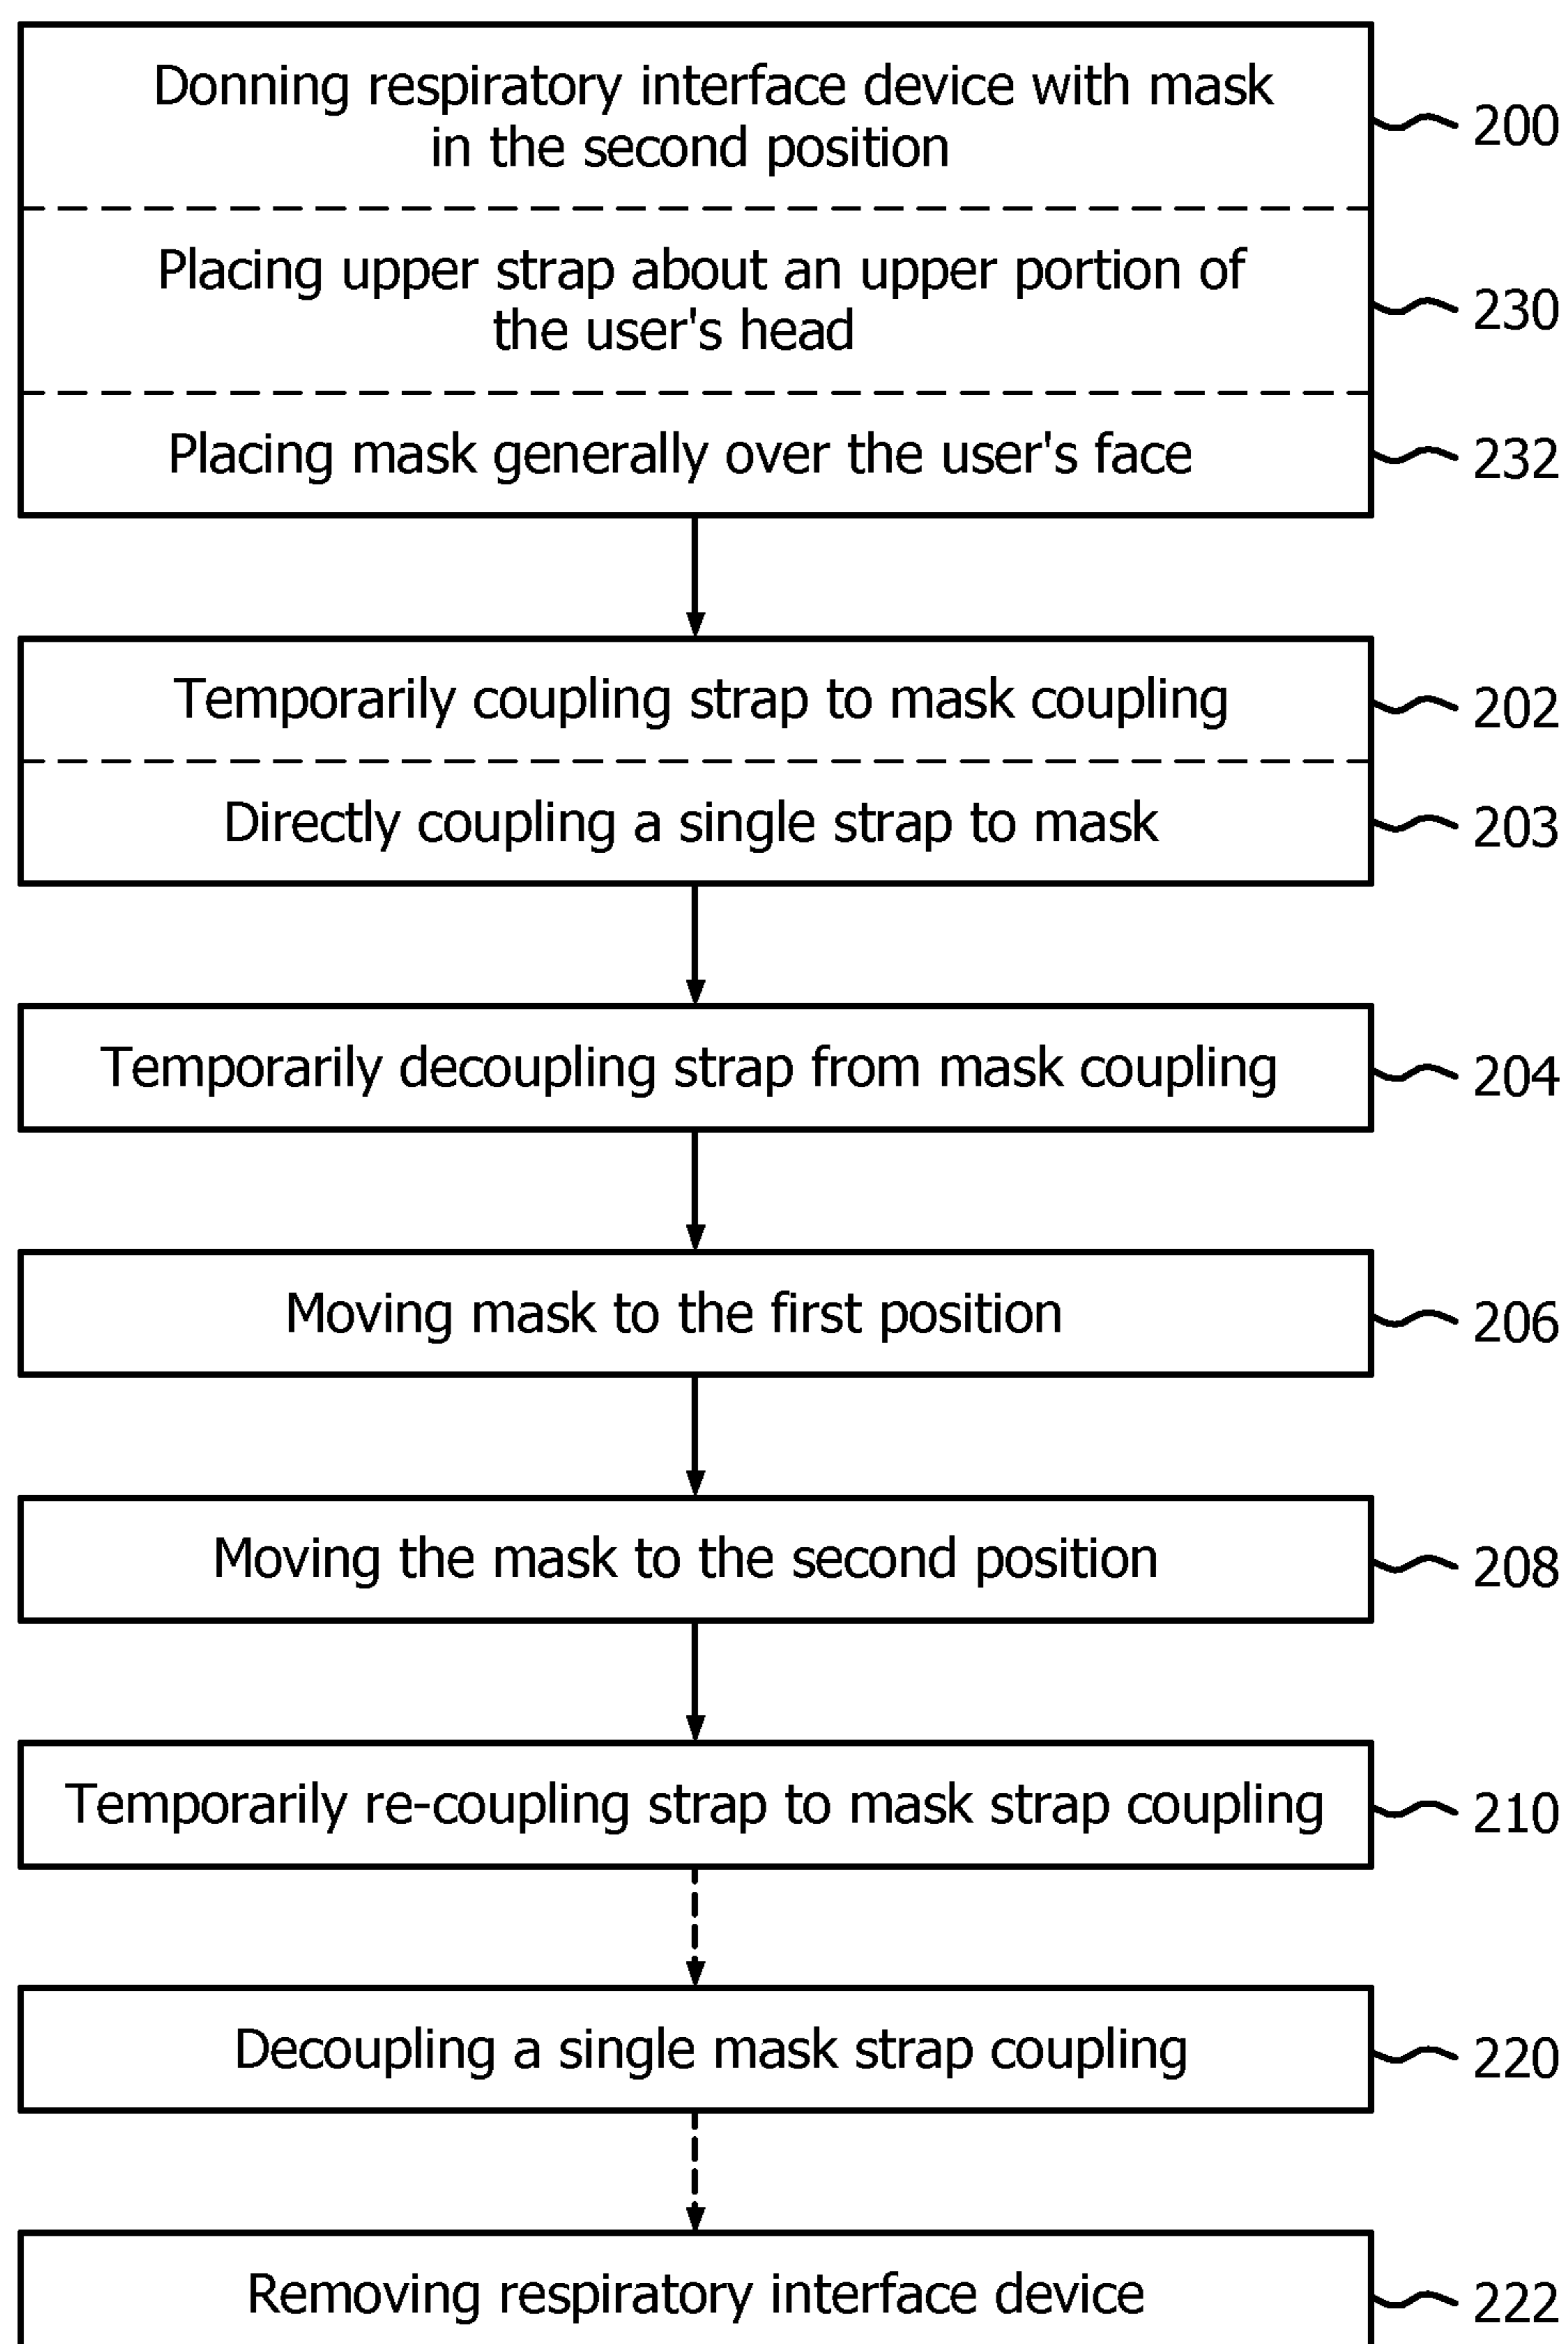 Donning respiratory interface device with mask
in the second position
200
Placing upper strap about an upper portion of
the user's head
230
Placing mask generally over the user's face
232
Temporarily coupling strap to mask coupling
202
Directly coupling a single strap to mask
203
Temporarily decoupling strap from mask coupling
204
Moving mask to the first position
206
Moving the mask to the second position
208
Temporarily re-coupling strap to mask strap coupling
210
Decoupling a single mask strap coupling
220
Removing respiratory interface device
222